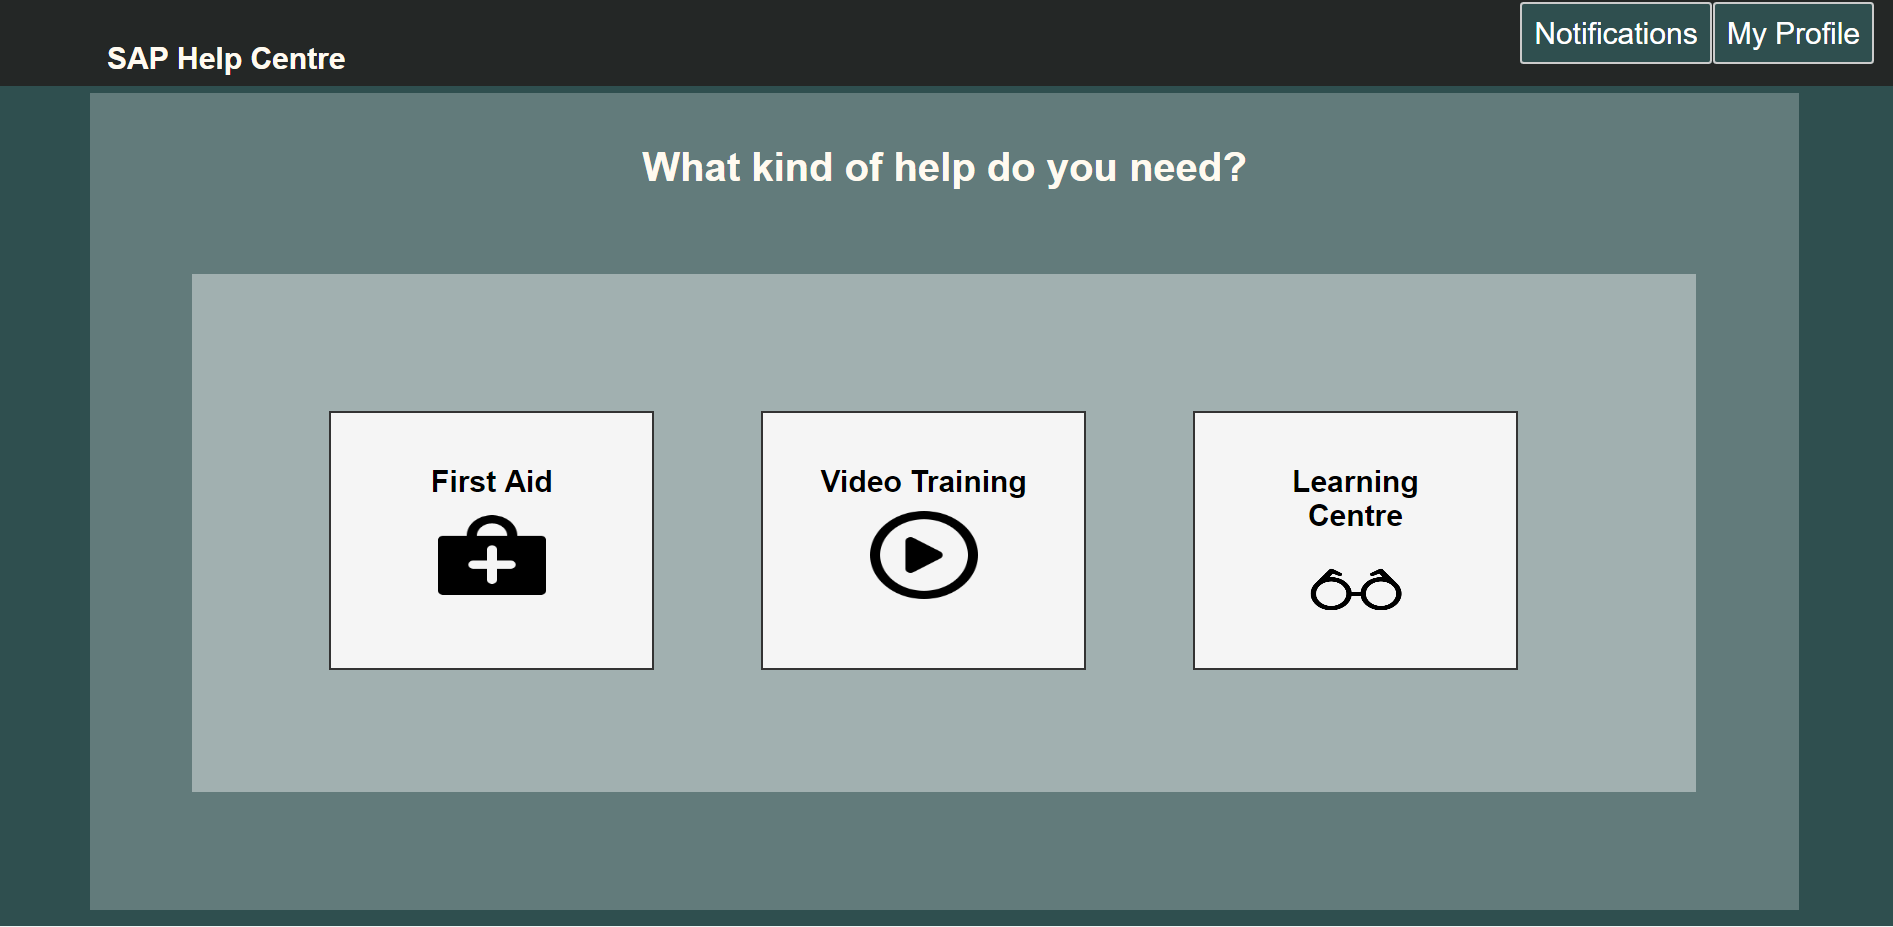 SAP Help Centre
Notifications
My Profile
What kind of help do you need?
First Aid
Video Training
Learning
Centre